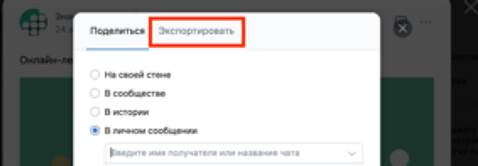 Поделиться Экспортировать
На своей стене
В сообществе
В истории
В личном сообщении
Введите имя получателя или название чата